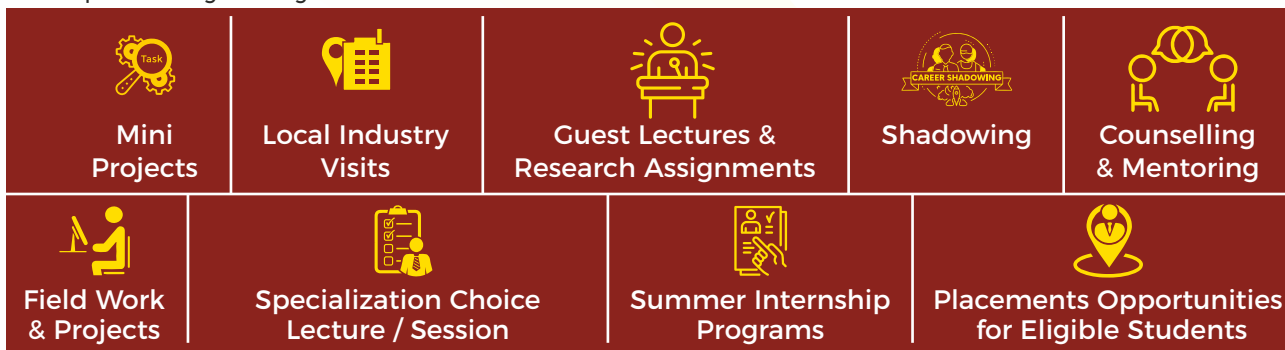 Task
CAREER SHADOWING
Mini
Projects
Local Industry
Visits
Guest Lectures &
Research Assignments
Shadowing
Counselling
& Mentoring
Field Work
& Projects
Specialization Choice
Lecture / Session
Summer Internship
Programs
Placements Opportunities
for Eligible Students